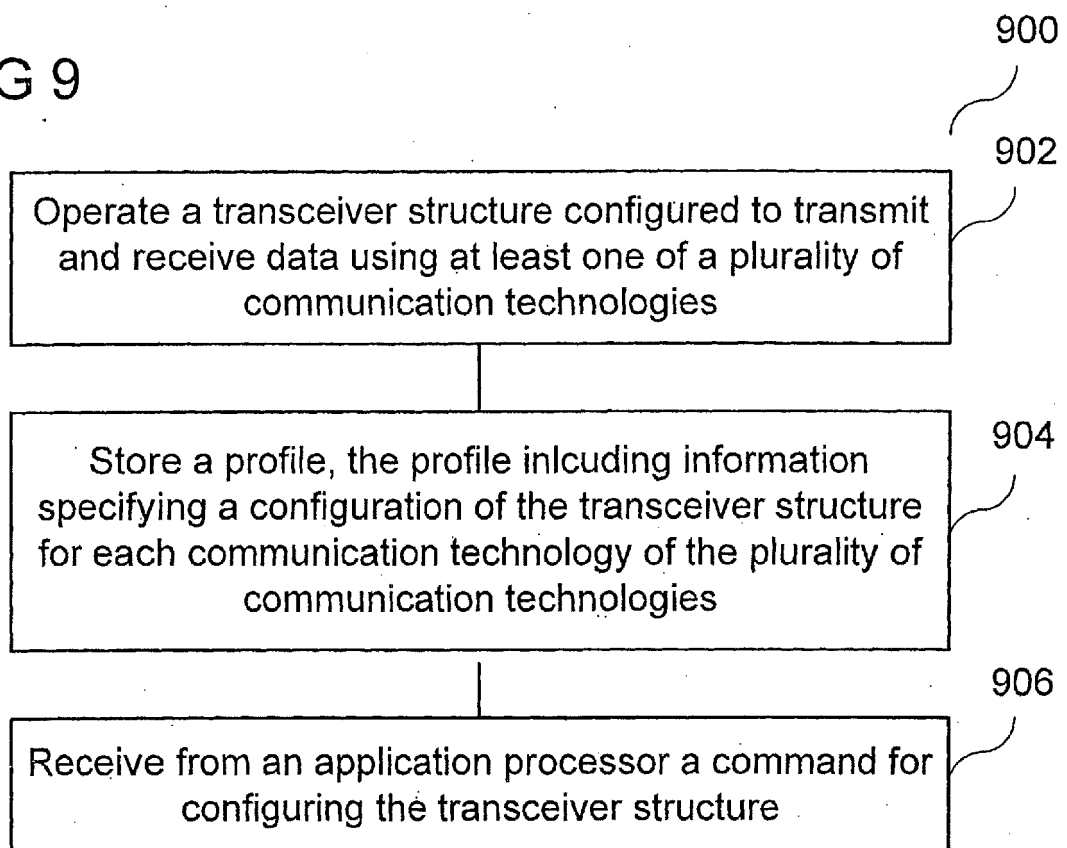 G 9
900
902
Operate a transceiver structure configured to transmit
and receive data using at least one of a plurality of
communication technologies
904
Store a profile, the profile inlcuding information
specifying a configuration of the transceiver structure
for each communication technology of the plurality of
communication technologies
906
Receive from an application processor a command for
configuring the transceiver structure